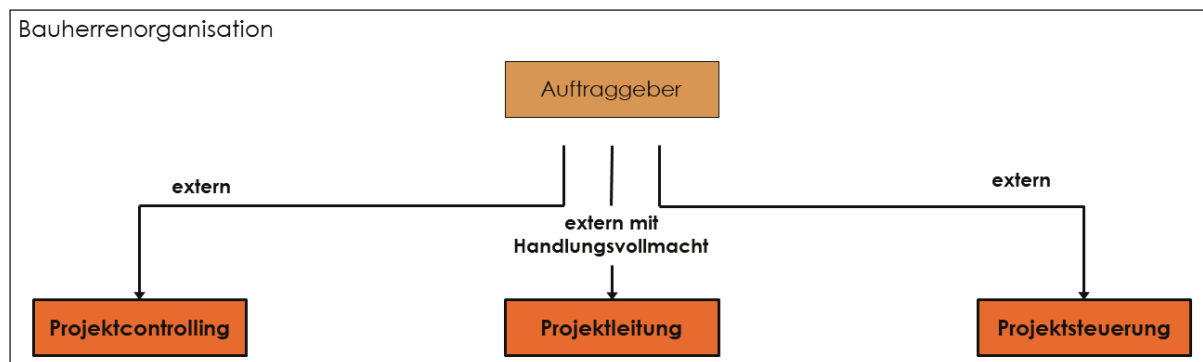 Bauherrenorganisation
Auftraggeber
extern
extern
extern mit
Handlungsvollmacht
Projektcontrolling
Projektleitung
Projektsteuerung